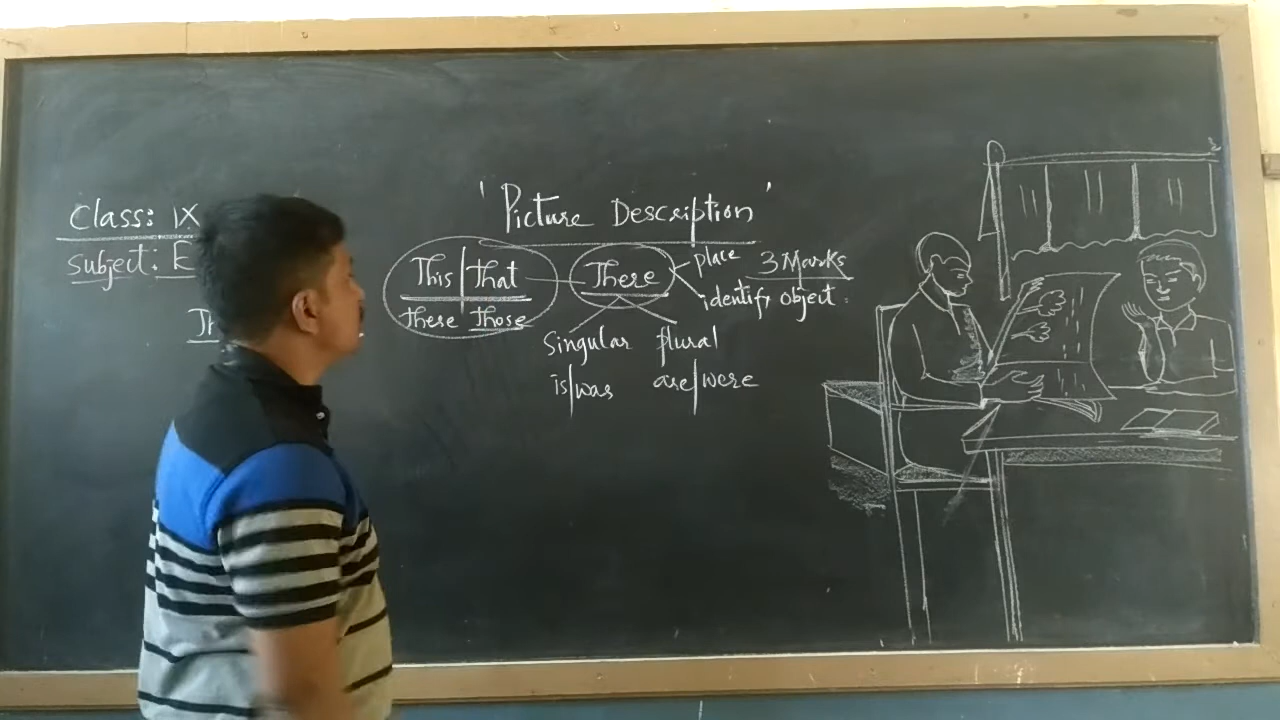 Class: IX
Subject: E
'Picture Description'
This|that There place 3 Marks
these those identify object:
Singular plural
is|was are|were